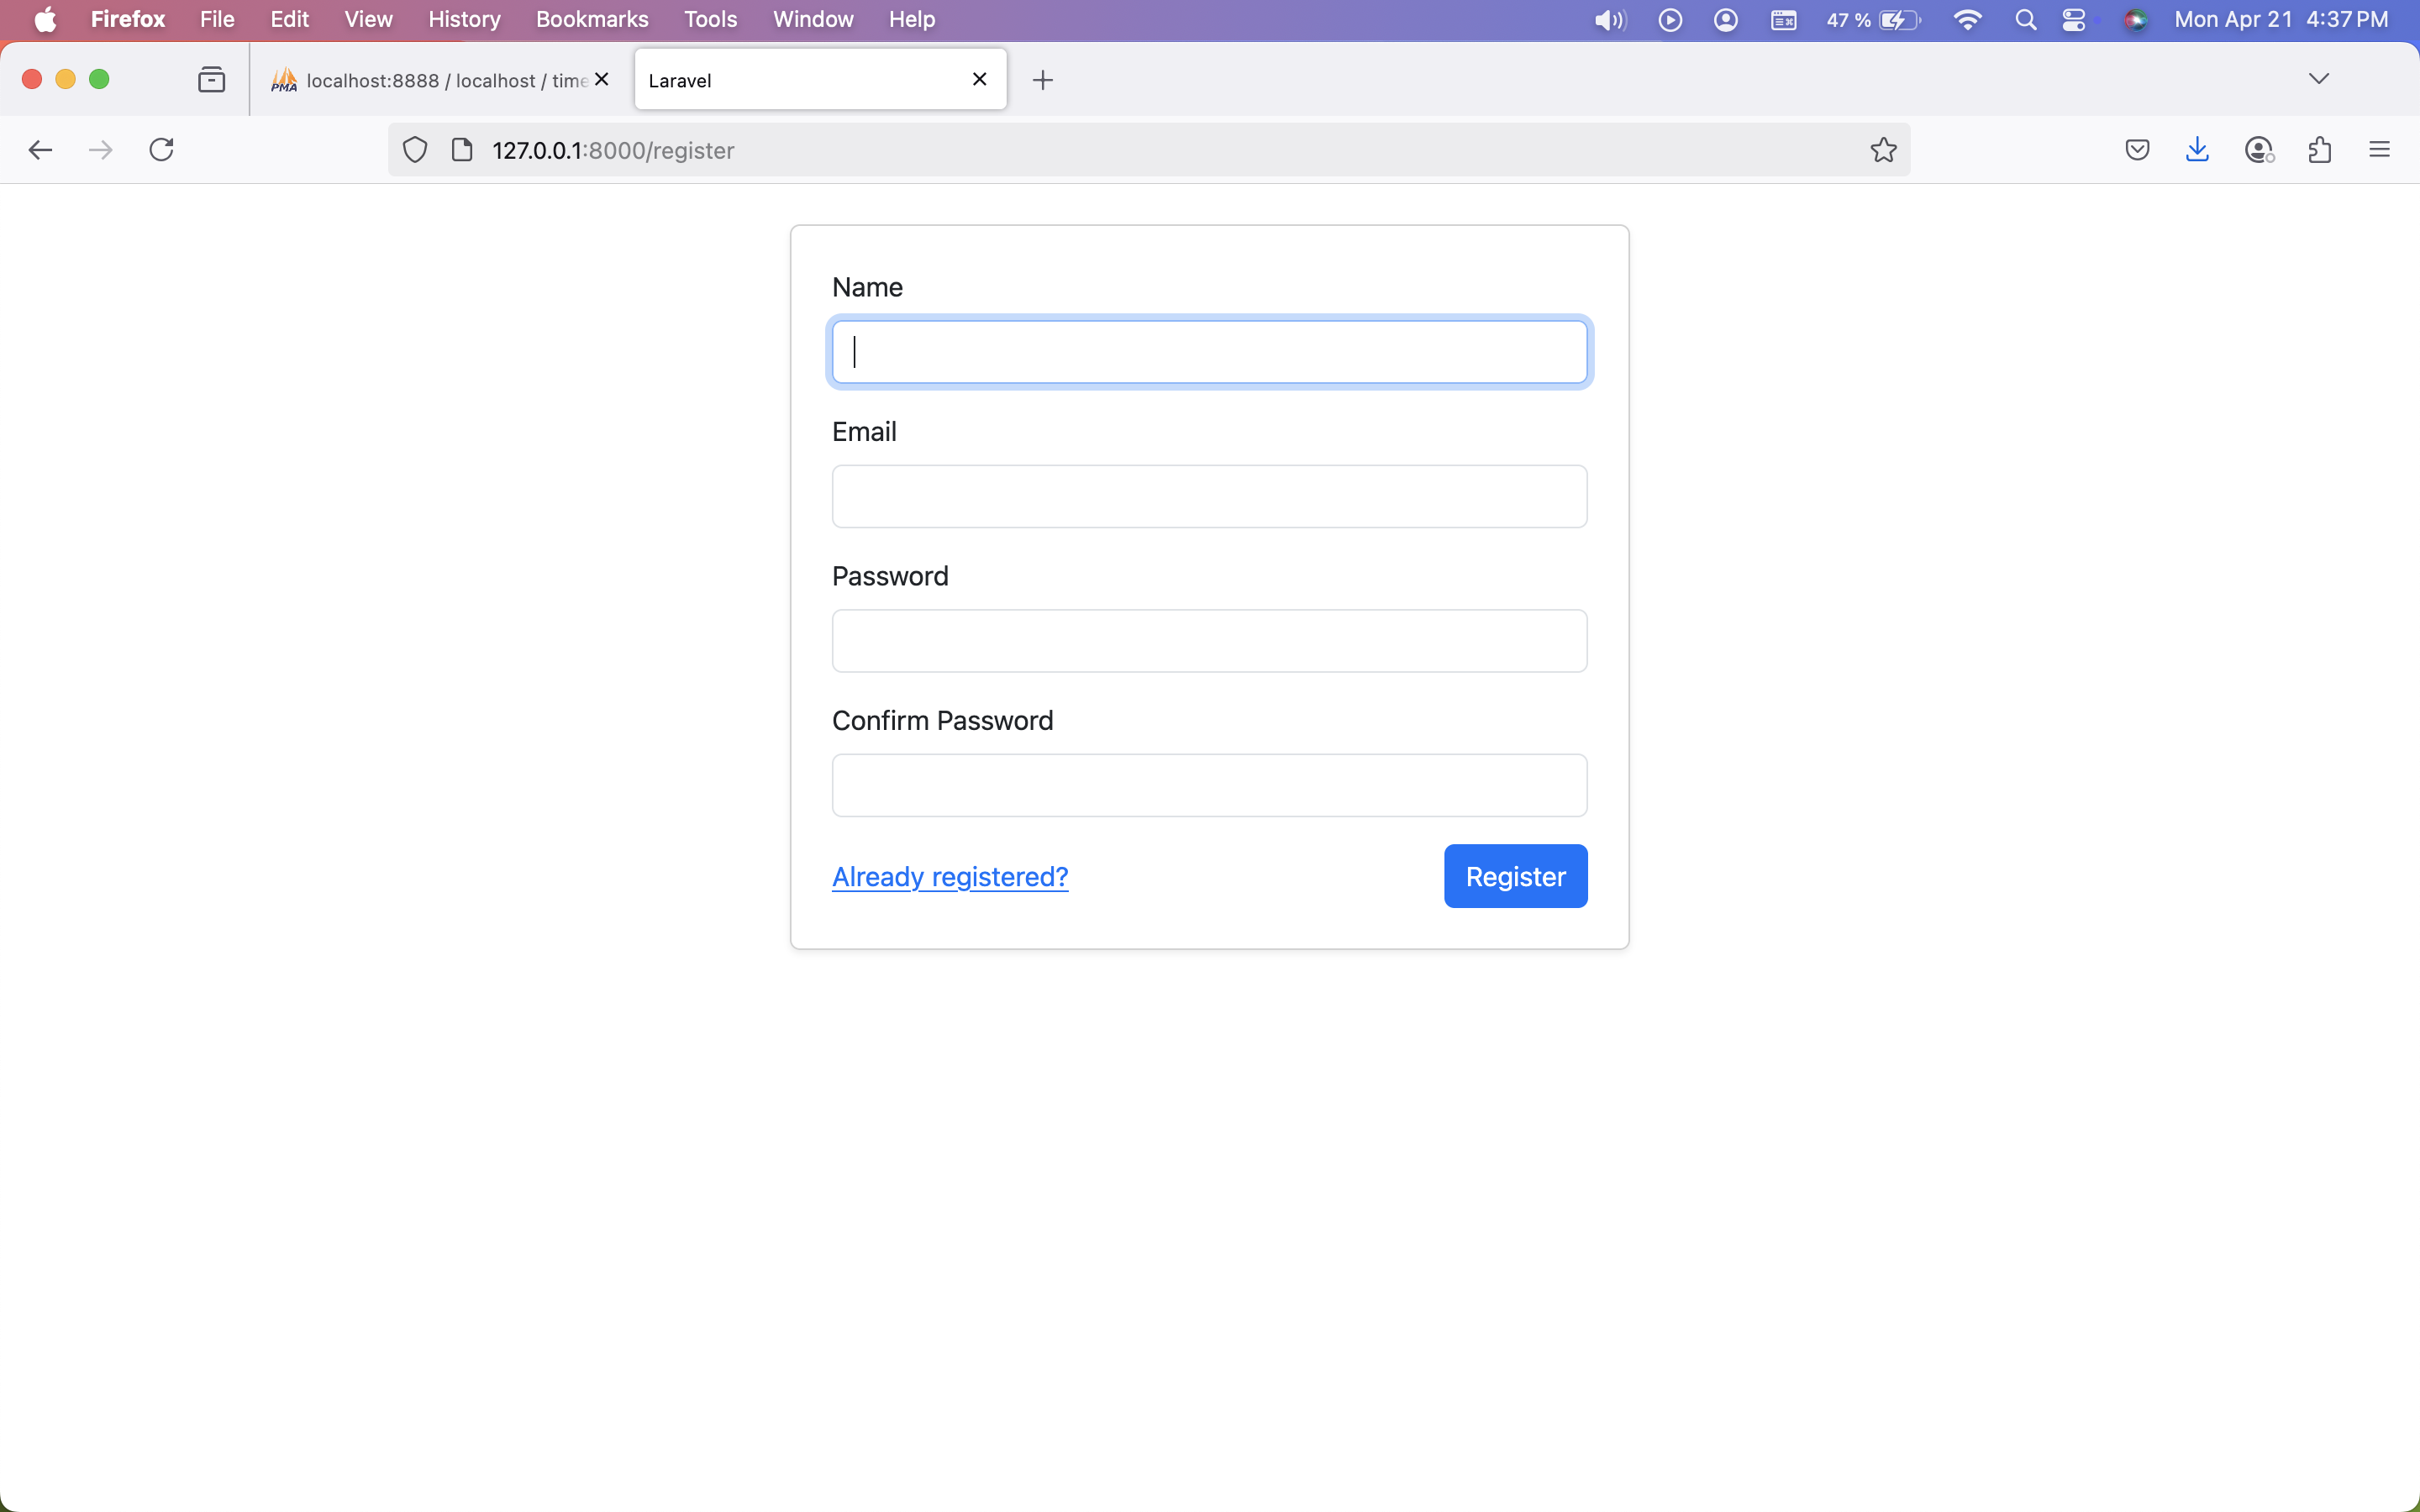 Firefox File Edit View History Bookmarks Tools Window Help 47 % Mon Apr 21 4:37 PM
PMA localhost:8888 / localhost / time Laravel
127.0.0.1:8000/register
Name
Email
Password
Confirm Password
Already registered? Register